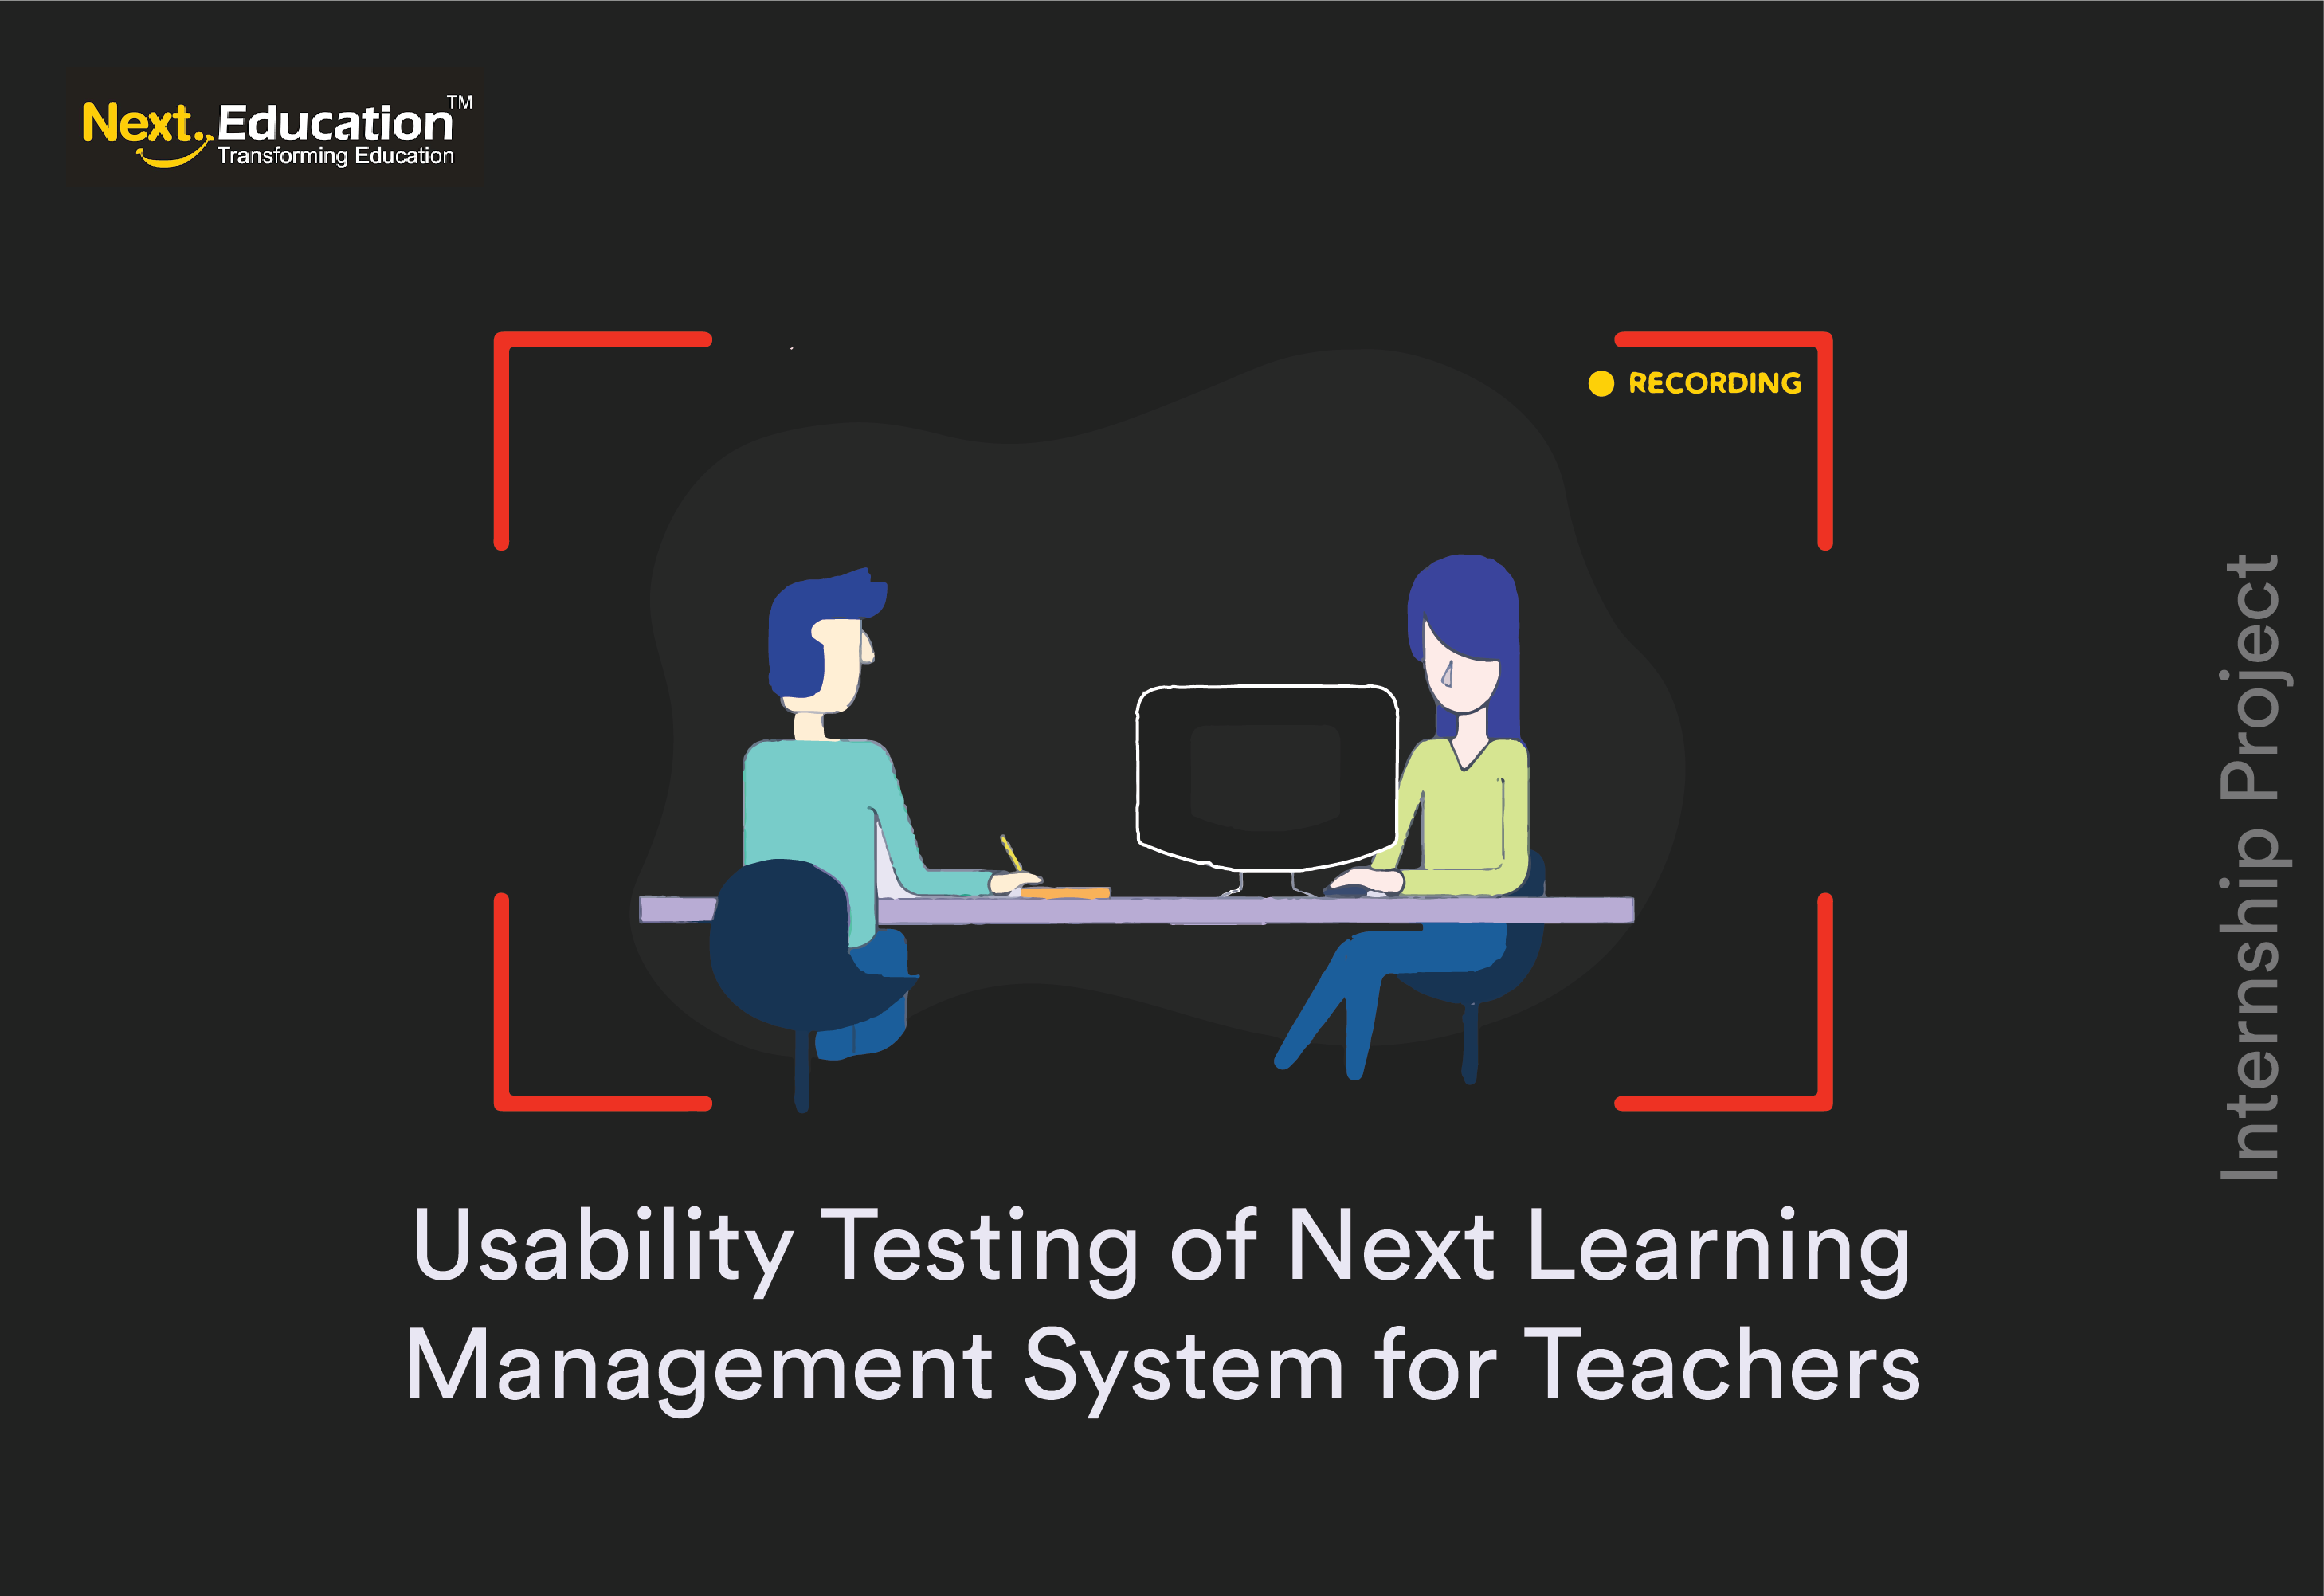 Next. Education™
Transforming Education
RECORDING
Internship Project
Usability Testing of Next Learning
Management System for Teachers